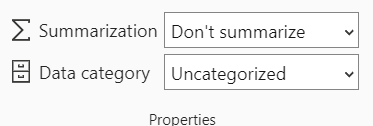 Summarization Don't summarize
Data category Uncategorized
Properties